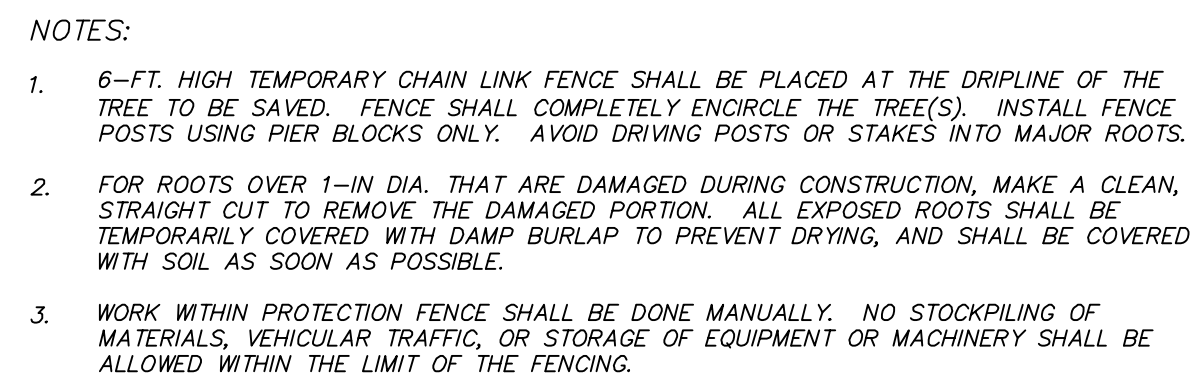 NOTES:
1. 6-FT. HIGH TEMPORARY CHAIN LINK FENCE SHALL BE PLACED AT THE DRIPLINE OF THE
TREE TO BE SAVED. FENCE SHALL COMPLETELY ENCIRCLE THE TREE(S). INSTALL FENCE
POSTS USING PIER BLOCKS ONLY. AVOID DRIVING POSTS OR STAKES INTO MAJOR ROOTS.
2. FOR ROOTS OVER 1-IN DIA. THAT ARE DAMAGED DURING CONSTRUCTION, MAKE A CLEAN,
STRAIGHT CUT TO REMOVE THE DAMAGED PORTION. ALL EXPOSED ROOTS SHALL BE
TEMPORARILY COVERED WITH DAMP BURLAP TO PREVENT DRYING, AND SHALL BE COVERED
WITH SOIL AS SOON AS POSSIBLE.
3. WORK WITHIN PROTECTION FENCE SHALL BE DONE MANUALLY. NO STOCKPILING OF
MATERIALS, VEHICULAR TRAFFIC, OR STORAGE OF EQUIPMENT OR MACHINERY SHALL BE
ALLOWED WITHIN THE LIMIT OF THE FENCING.